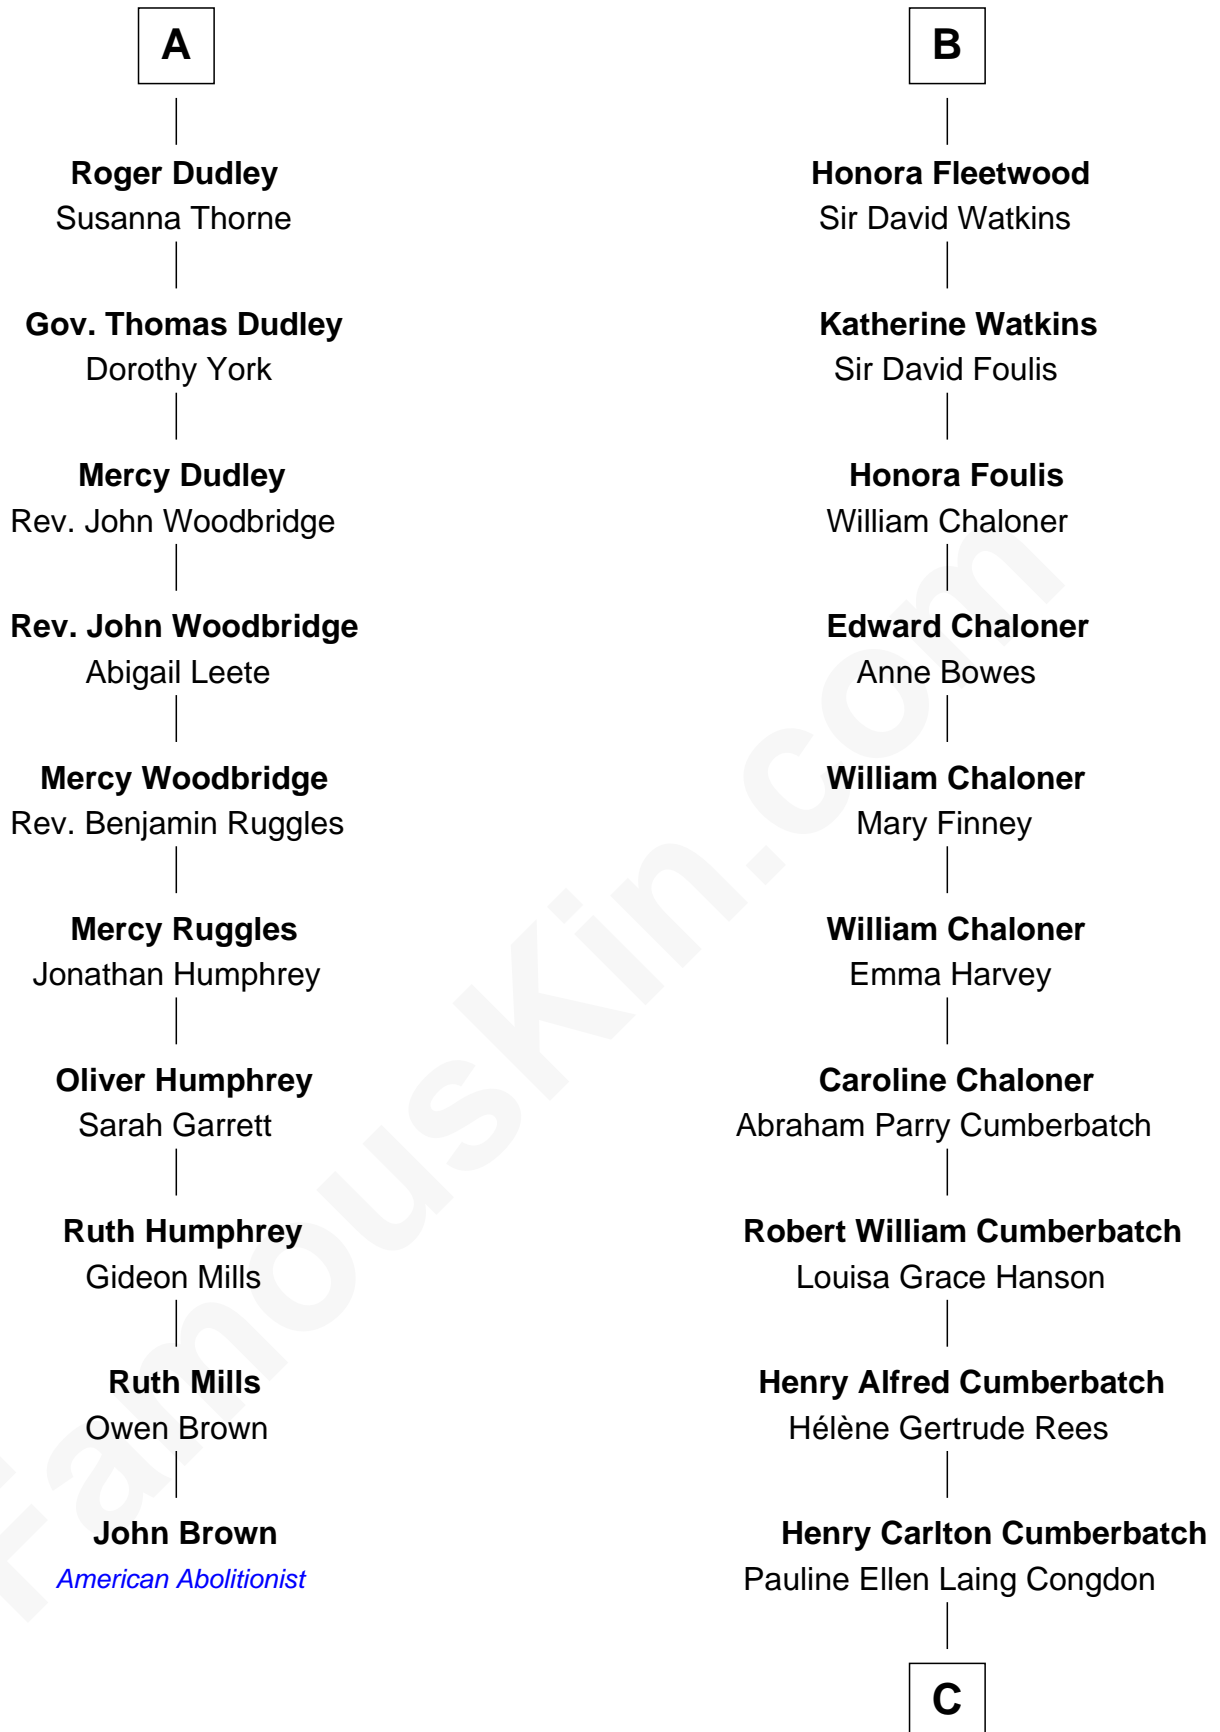 A
Roger Dudley
Susanna Thorne
Gov. Thomas Dudley
Dorothy York
Mercy Dudley
Rev. John Woodbridge
Rev. John Woodbridge
Abigail Leete
Mercy Woodbridge
Rev. Benjamin Ruggles
Mercy Ruggles
Jonathan Humphrey
Oliver Humphrey
Sarah Garrett
Ruth Humphrey
Gideon Mills
Ruth Mills
Owen Brown
John Brown
American Abolitionist
B
Honora Fleetwood
Sir David Watkins
Katherine Watkins
Sir David Foulis
Honora Foulis
William Chaloner
Edward Chaloner
Anne Bowes
William Chaloner
Mary Finney
William Chaloner
Emma Harvey
Caroline Chaloner
Abraham Parry Cumberbatch
Robert William Cumberbatch
Louisa Grace Hanson
Henry Alfred Cumberbatch
Hélène Gertrude Rees
Henry Carlton Cumberbatch
Pauline Ellen Laing Congdon
C
FamousKin.com